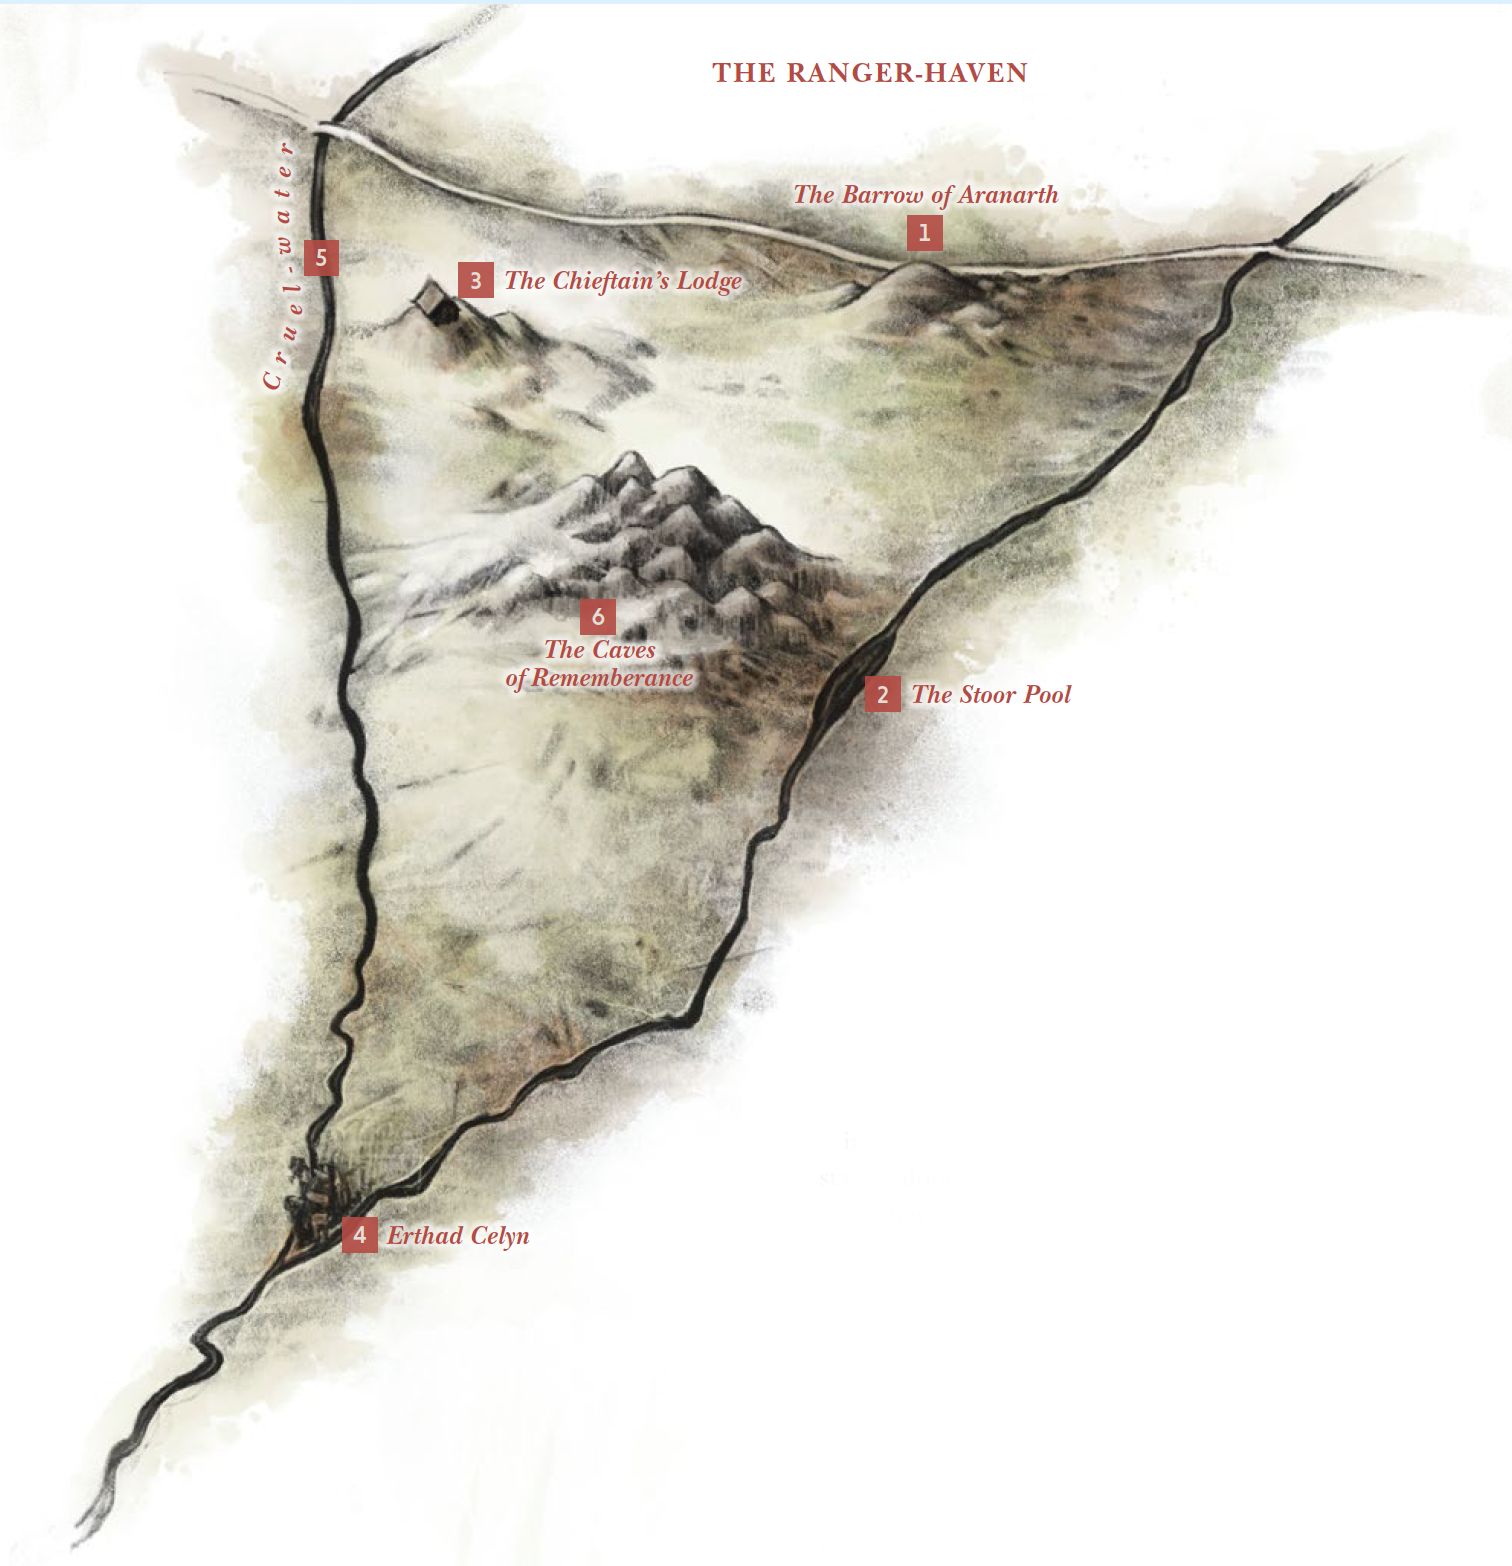 THE RANGER-HAVEN
The Barrow of Aranarth
1
Cruel-water
5
3 The Chieftain's Lodge
6
The Caves
of Rememberance
2 The Stoor Pool
4 Erthad Celyn